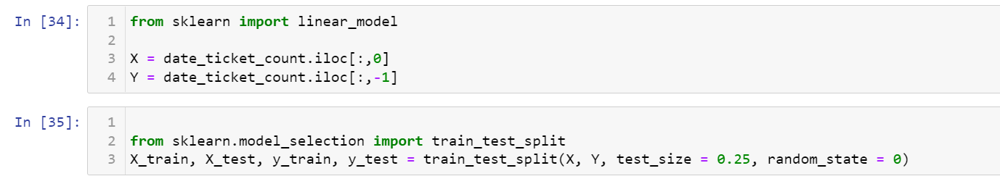 In [34]:
1 from sklearn import linear_model
2
3 X = date_ticket_count.iloc[:,0]
4 Y = date_ticket_count.iloc[:,-1]
In [35]:
1
2 from sklearn.model_selection import train_test_split
3 X_train, X_test, y_train, y_test = train_test_split(X, Y, test_size = 0.25, random_state = 0)